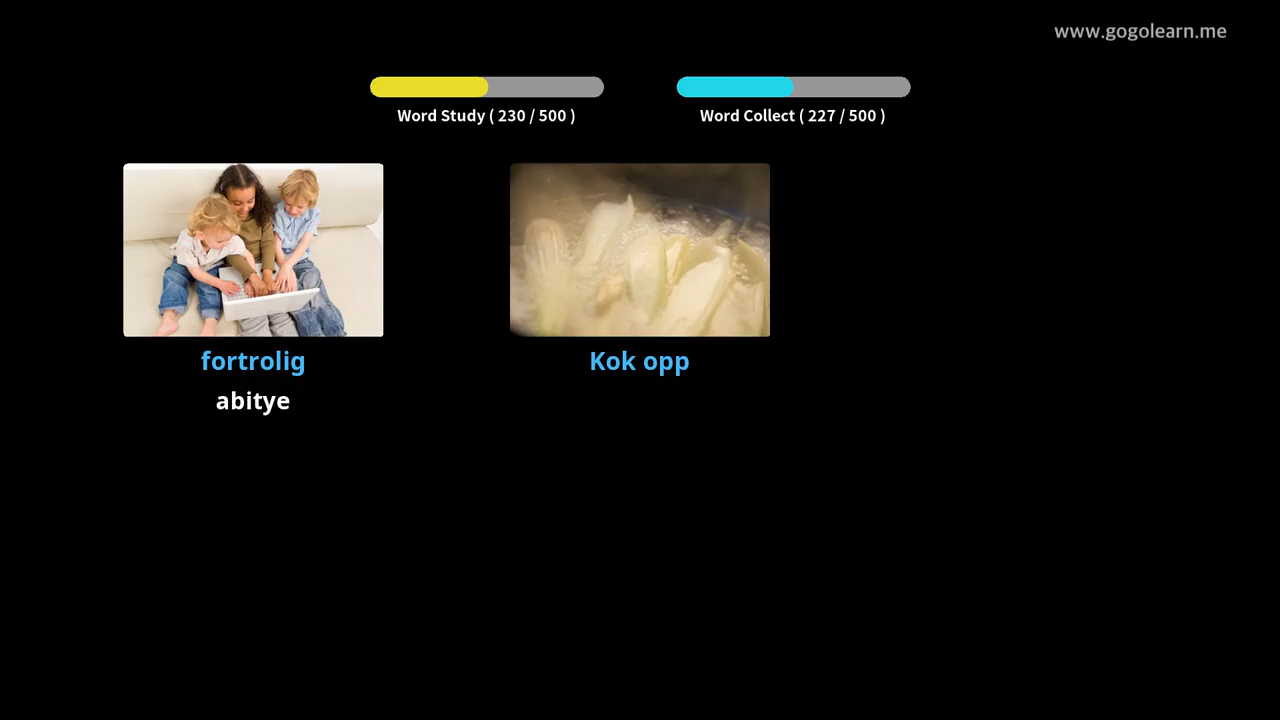 www.gogolearn.me
Word Study ( 230 / 500 )
Word Collect ( 227 / 500 )
fortrolig
Kok opp
abitye